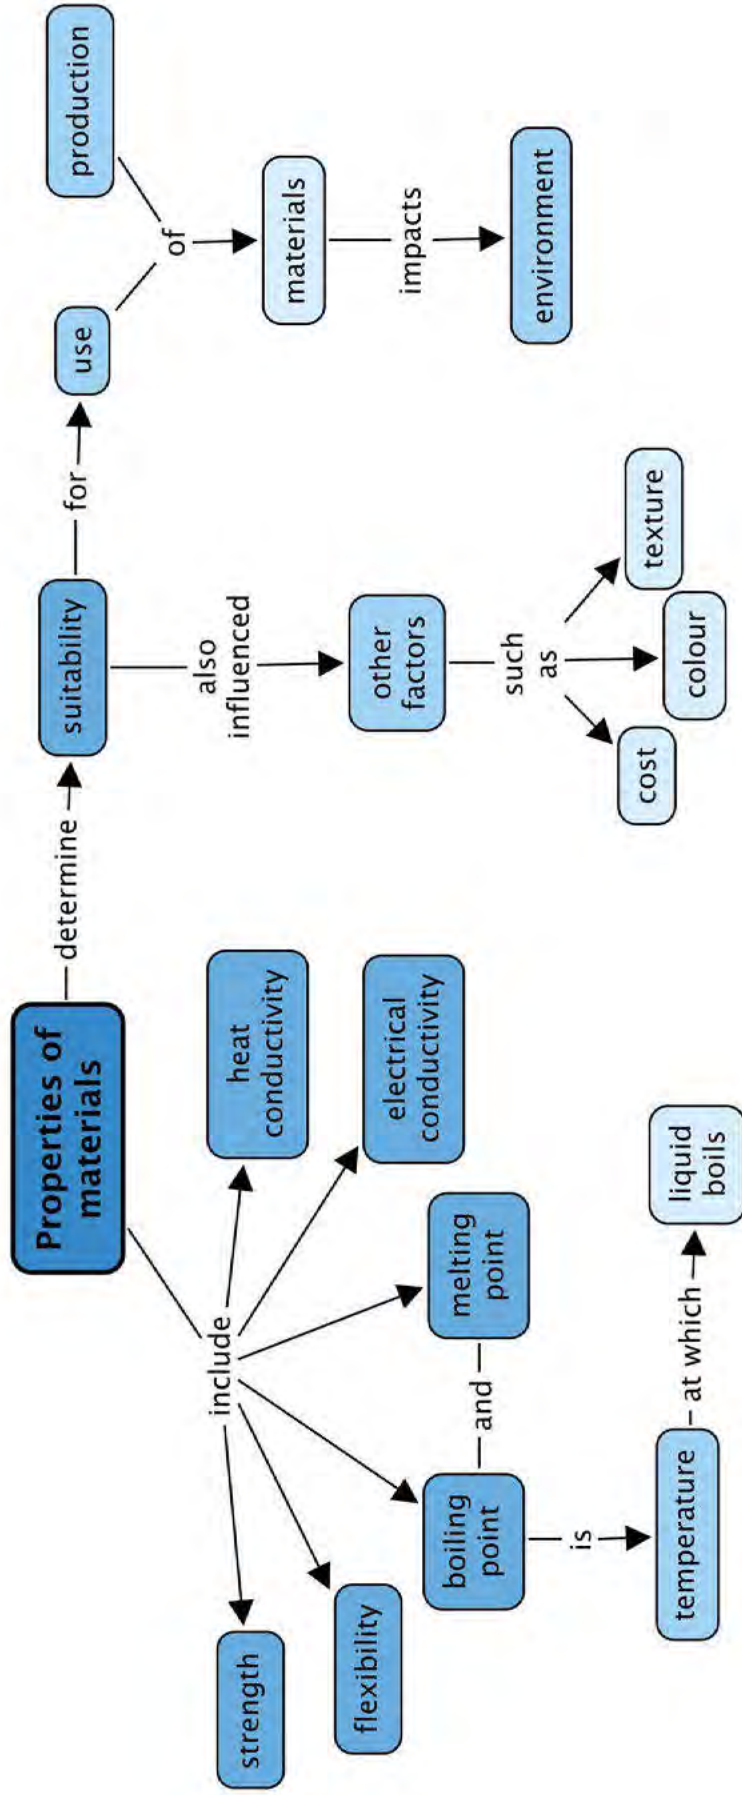 Properties of
materials
determine
suitability
for
use
production
of
materials
impacts
environment
also
influenced
other
factors
such
as
cost
colour
texture
include
strength
flexibility
boiling
point
and
melting
point
electrical
conductivity
heat
conductivity
is
temperature
at which
liquid
boils